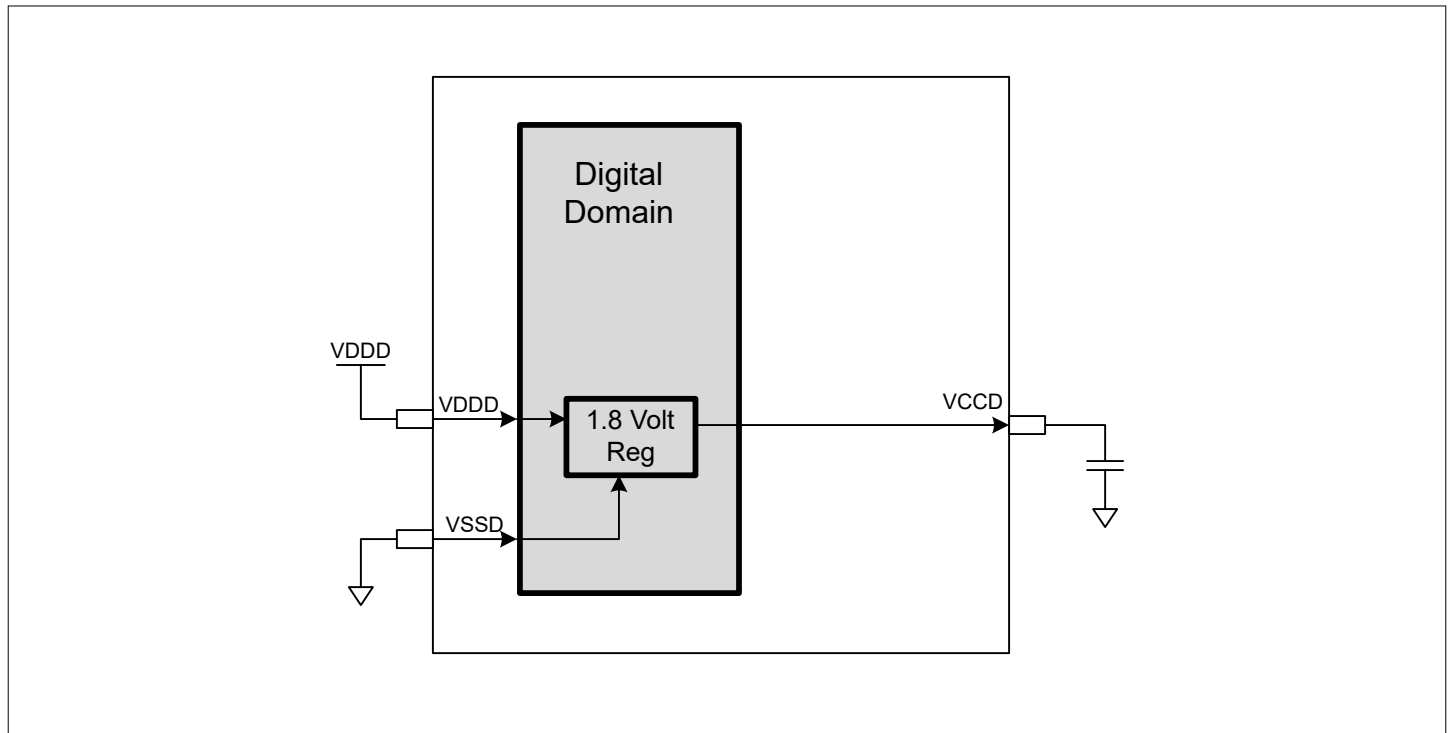 Digital
Domain
VDDD
VDDD
1.8 Volt
Reg
VCCD
VSSD